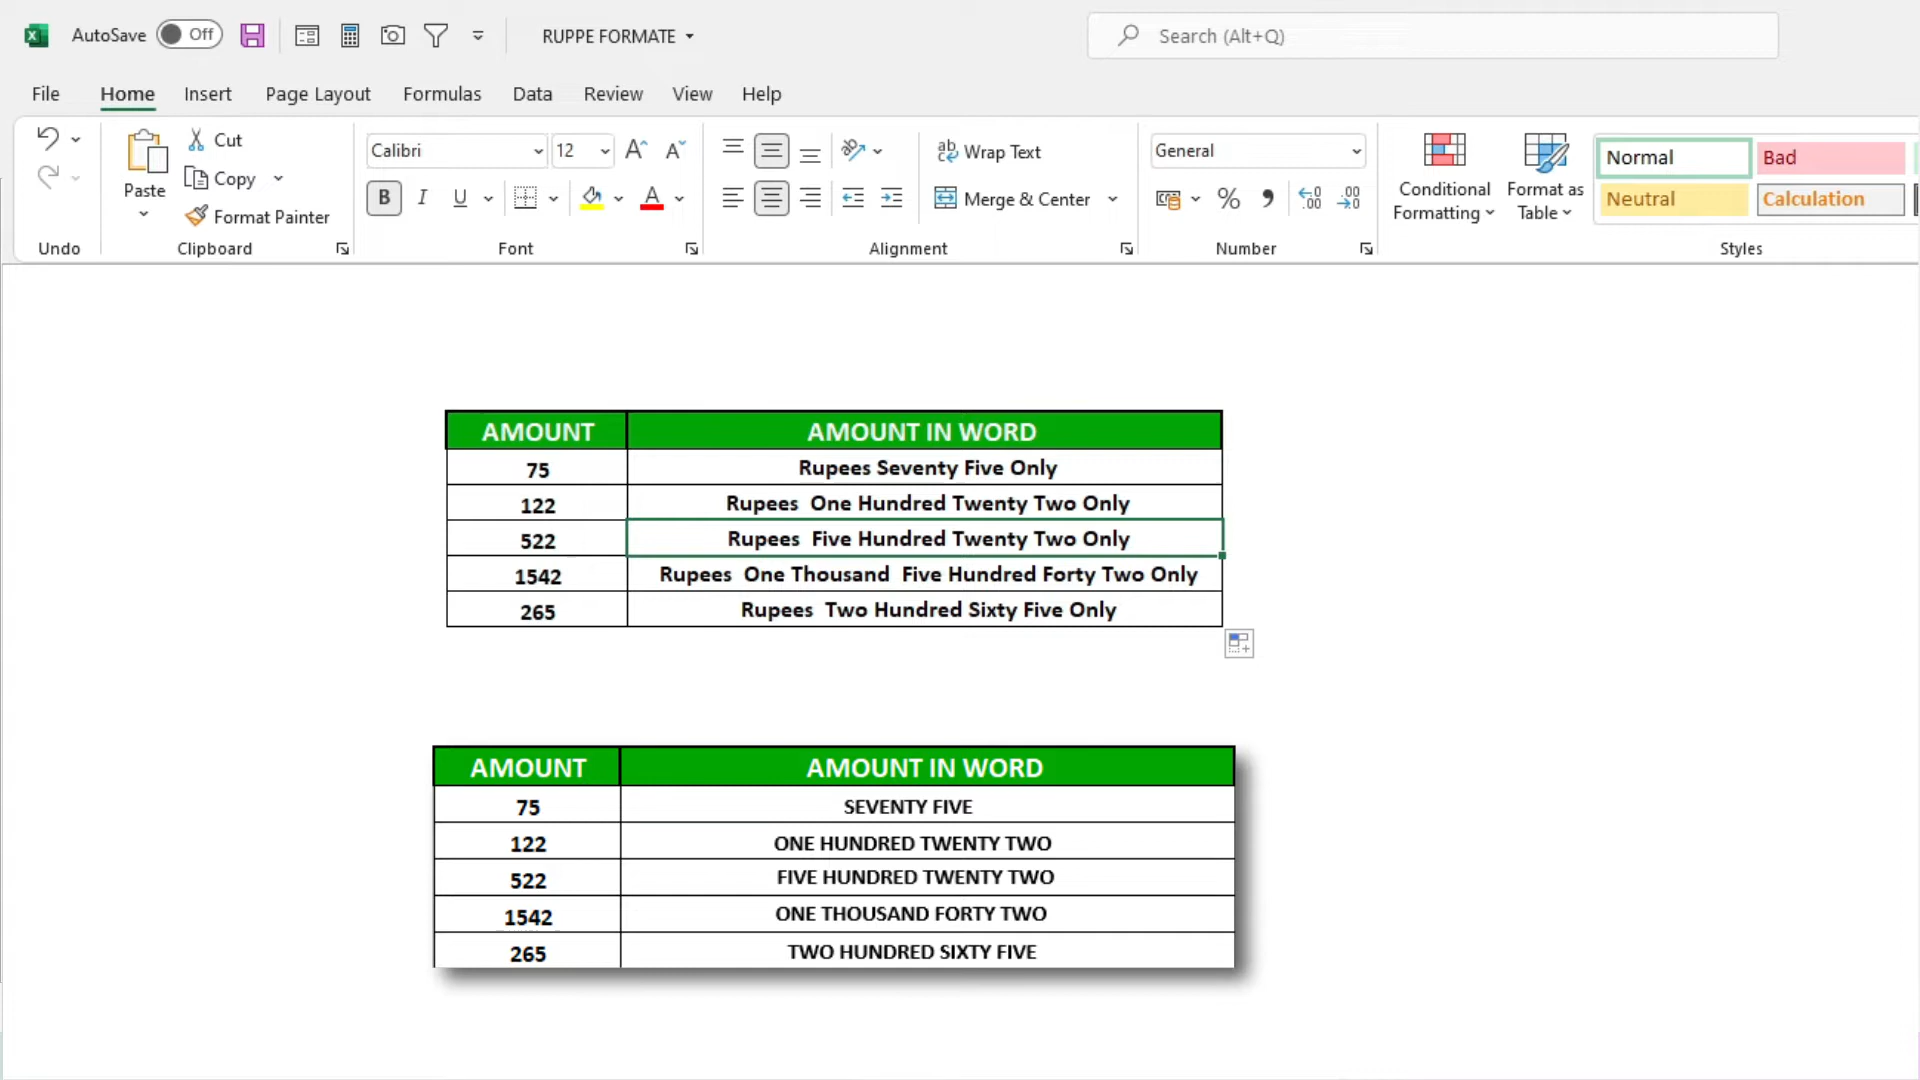 AutoSave Off RUPPE FORMATE Search (Alt+Q)
File Home Insert Page Layout Formulas Data Review View Help
Cut Calibri 12 Wrap Text General Normal Bad
Paste Copy B I U Merge & Center % Conditional Formatting Format as Table Neutral Calculation
Format Painter
Undo Clipboard Font Alignment Number Styles
AMOUNT AMOUNT IN WORD
75 Rupees Seventy Five Only
122 Rupees  One Hundred Twenty Two Only
522 Rupees  Five Hundred Twenty Two Only
1542 Rupees  One Thousand  Five Hundred Forty Two Only
265 Rupees  Two Hundred Sixty Five Only
AMOUNT AMOUNT IN WORD
75 SEVENTY FIVE
122 ONE HUNDRED TWENTY TWO
522 FIVE HUNDRED TWENTY TWO
1542 ONE THOUSAND FORTY TWO
265 TWO HUNDRED SIXTY FIVE